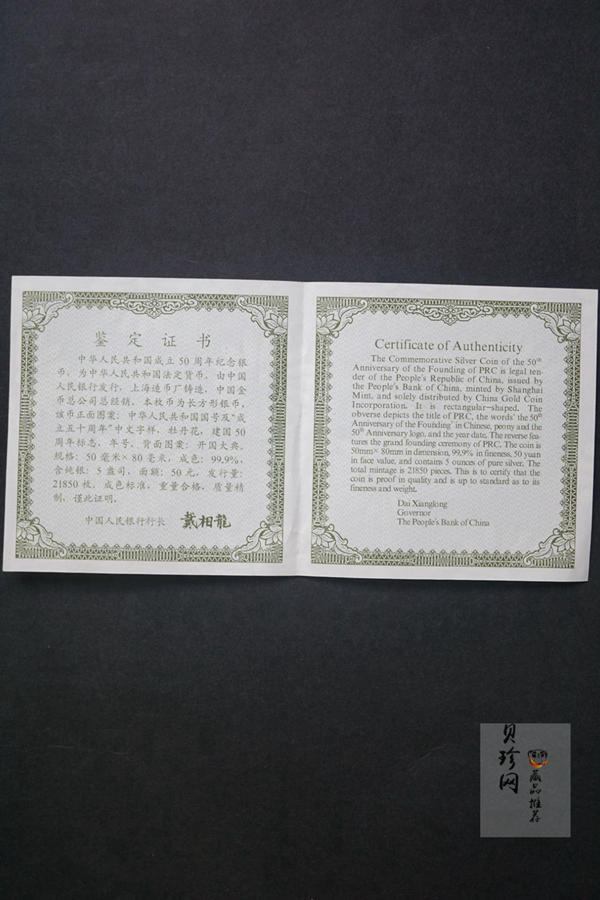 鉴定证书
中华人民共和国成立50周年纪念银
币，为中华人民共和国法定货币，由中国
人民银行发行，上海造币厂铸造，中国金
币总公司总经销。本枚币为长方形银币，
该币正面图案：中华人民共和国国号及“成
立五十周年”中文字样，牡丹花，建国50
周年标志，年号。背面图案：开国大典。
规格：50毫米×80毫米，成色：99.9%，
含纯银：5盎司，面额：50元，发行量：
21850枚。成色标准，重量合格，质量精
制，谨此证明。
中国人民银行行长 戴相龍
Certificate of Authenticity
The Commemorative Silver Coin of the 50th
Anniversary of the Founding of PRC is legal ten-
der of the People's Republic of China, issued by
the People's Bank of China, minted by Shanghai
Mint, and solely distributed by China Gold Coin
Incorporation. It is rectangular-shaped. The
obverse depicts the title of PRC, the words' the 50th
Anniversary of the Founding' in Chinese, peony and the
50th Anniversary logo, and the year date. The reverse fea-
tures the grand founding ceremony of PRC. The coin is
50mm×80mm in dimension, 99.9% in fineness, 50 yuan
in face value, and contains 5 ounces of pure silver. The
total mintage is 21850 pieces. This is to certify that the
coin is proof in quality and is up to standard as to its
fineness and weight.
Dai Xianglong
Governor
The People's Bank of China
贝珍网
藏品推荐